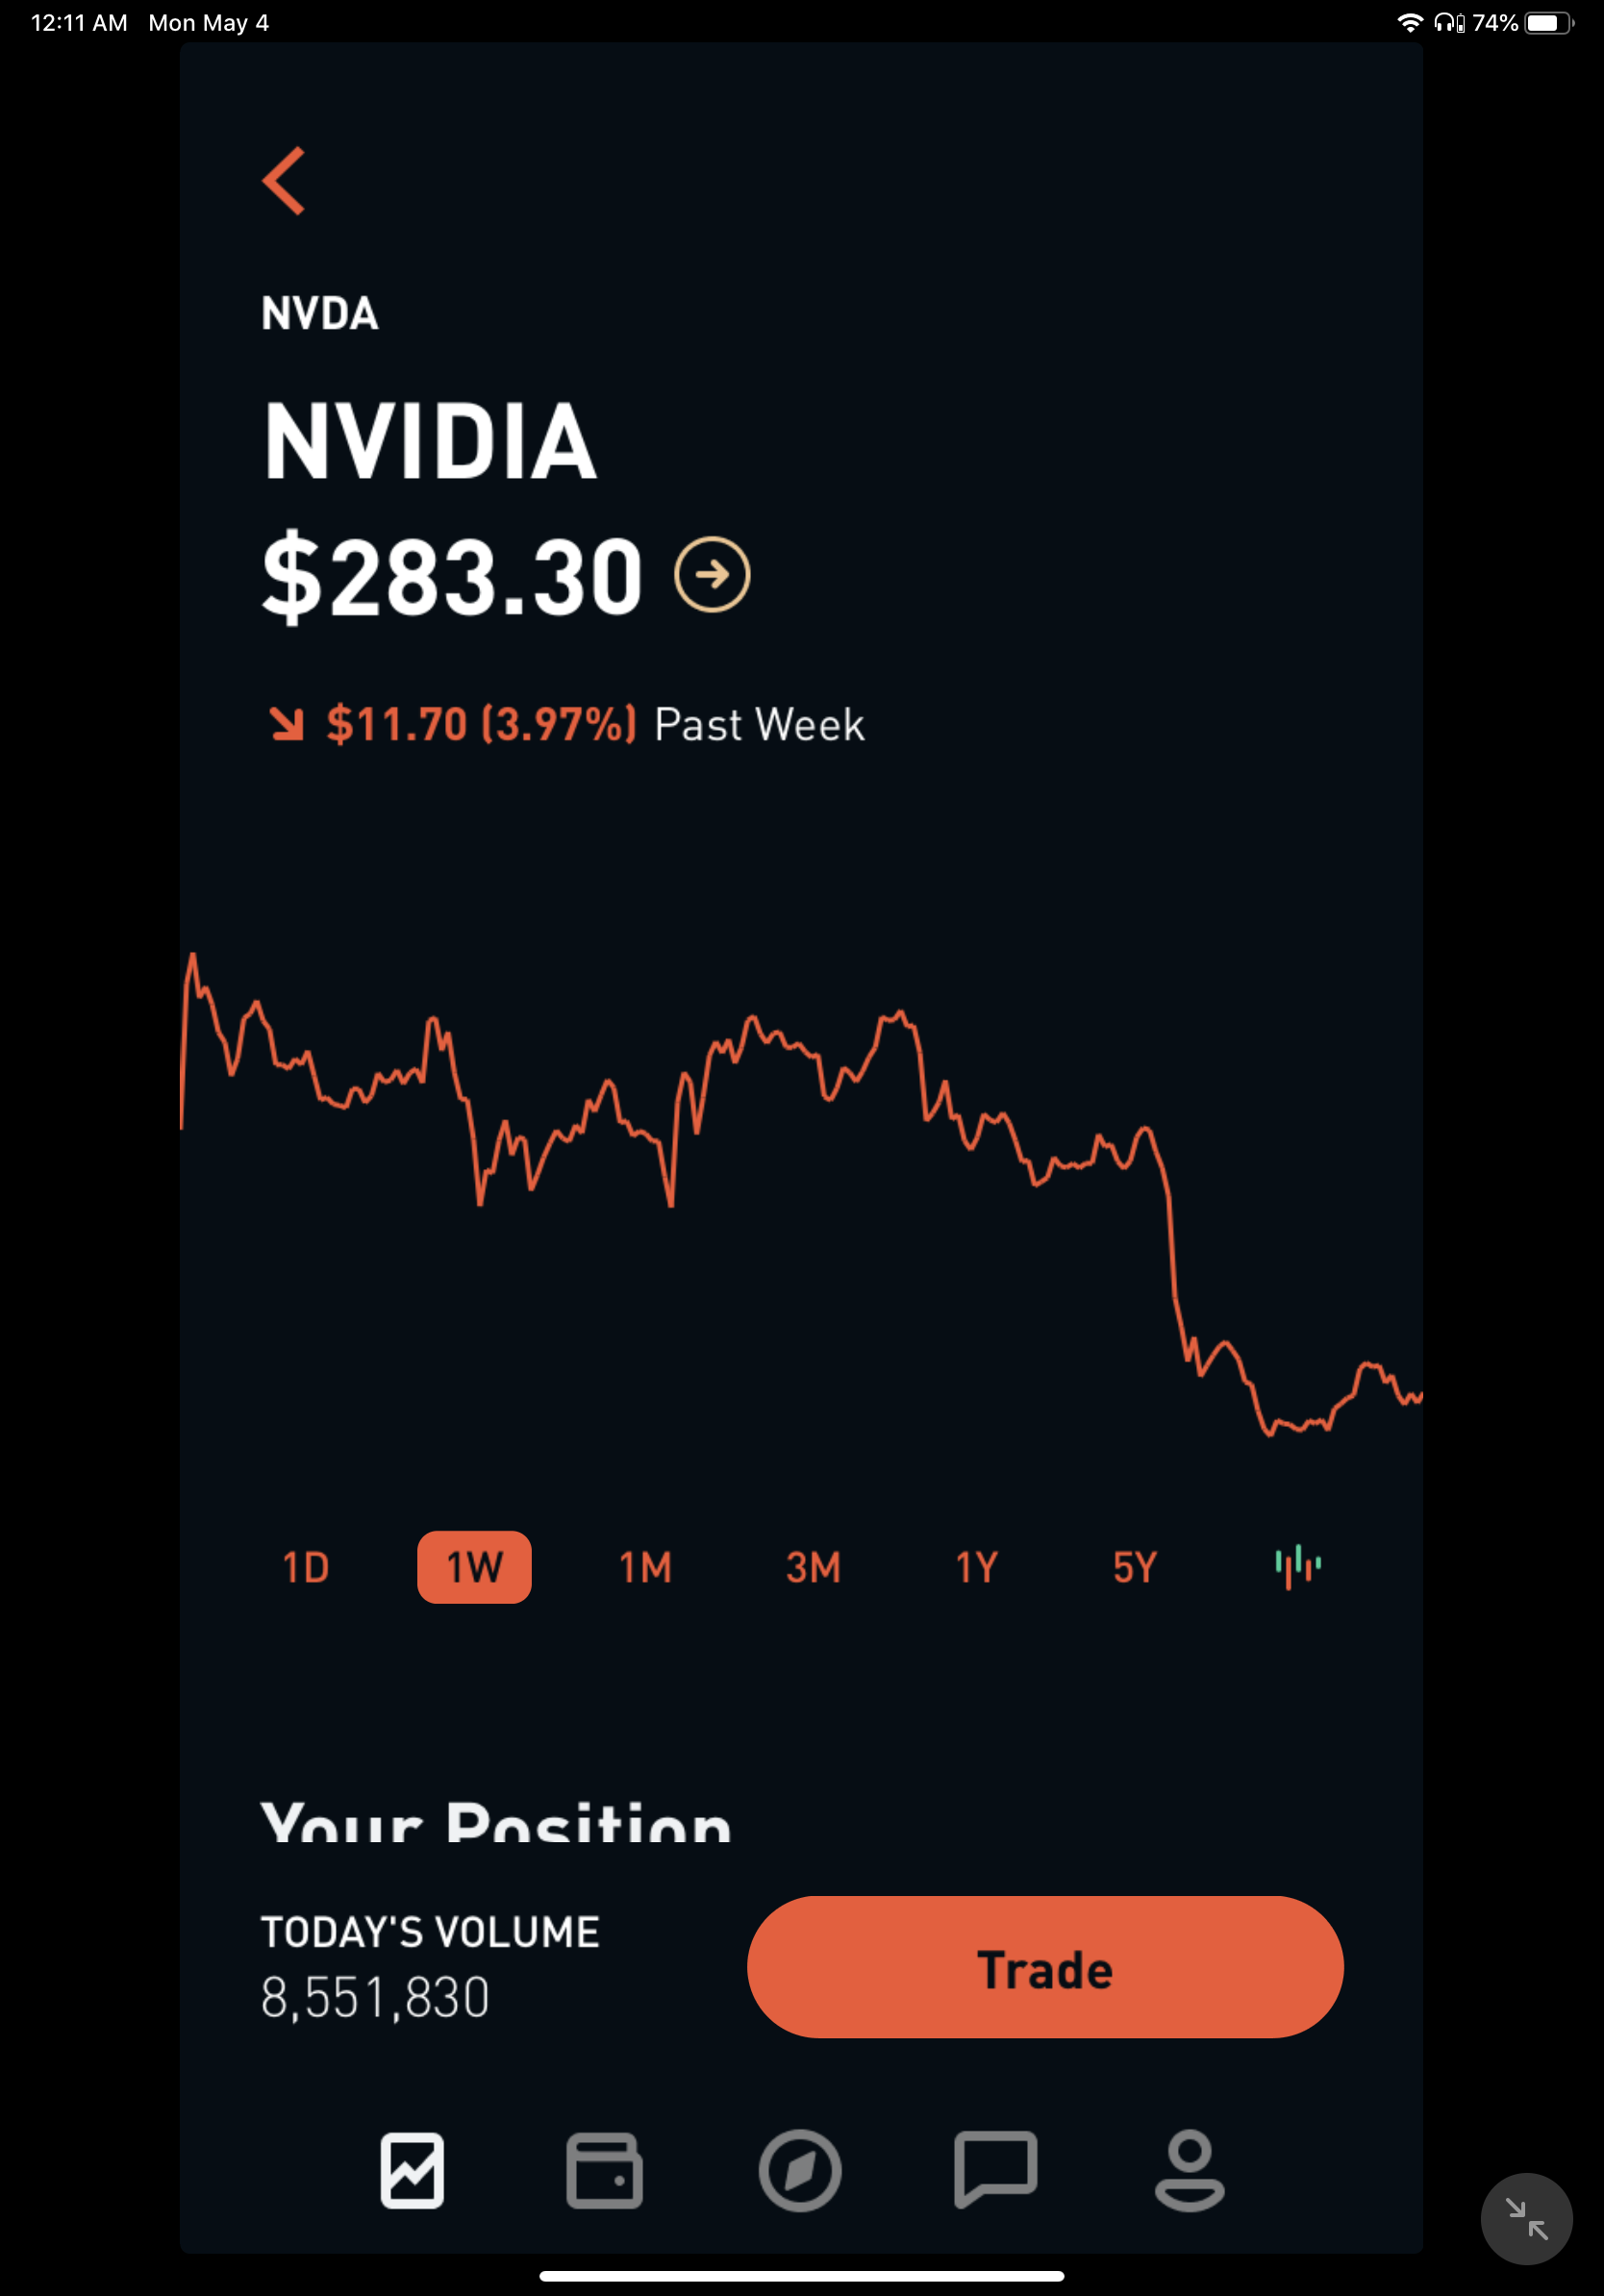 12:11 AM Mon May 4 74%
NVDA
NVIDIA
$283.30
$11.70 (3.97%) Past Week
1D 1W 1M 3M 1Y 5Y
Your Position
TODAY'S VOLUME
8,551,830
Trade